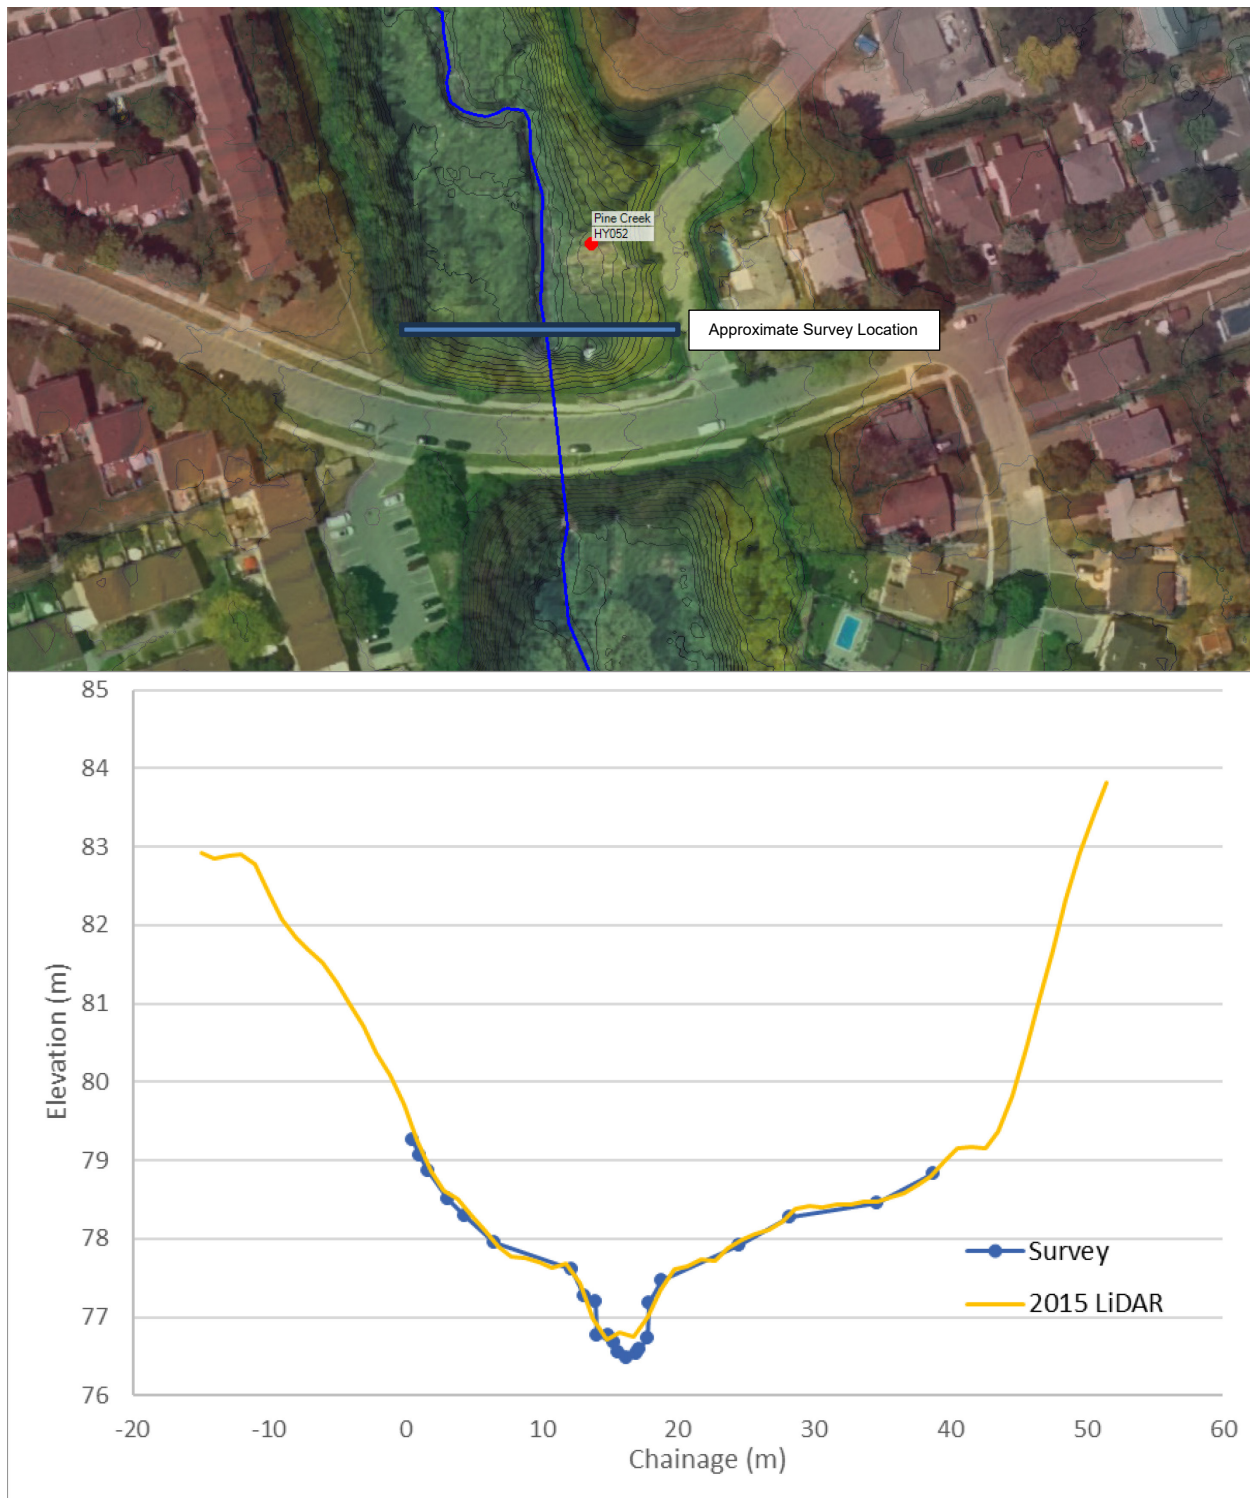 Pine Creek
HY052
Approximate Survey Location
85
84
83
82
81
80
79
78
77
76
Elevation (m)
Survey
2015 LiDAR
-20 -10 0 10 20 30 40 50 60
Chainage (m)